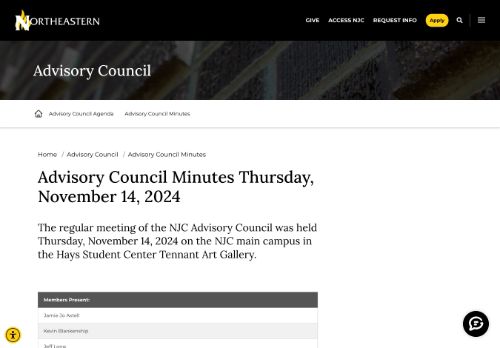 NORTHEASTERN
GIVE ACCESS NJC REQUEST INFO Apply
Advisory Council
Advisory Council Agenda Advisory Council Minutes
Home / Advisory Council / Advisory Council Minutes
Advisory Council Minutes Thursday,
November 14, 2024
The regular meeting of the NJC Advisory Council was held
Thursday, November 14, 2024 on the NJC main campus in
the Hays Student Center Tennant Art Gallery.
Members Present:
Jamie Jo Axtell
Kevin Blankenship
Jeff Long